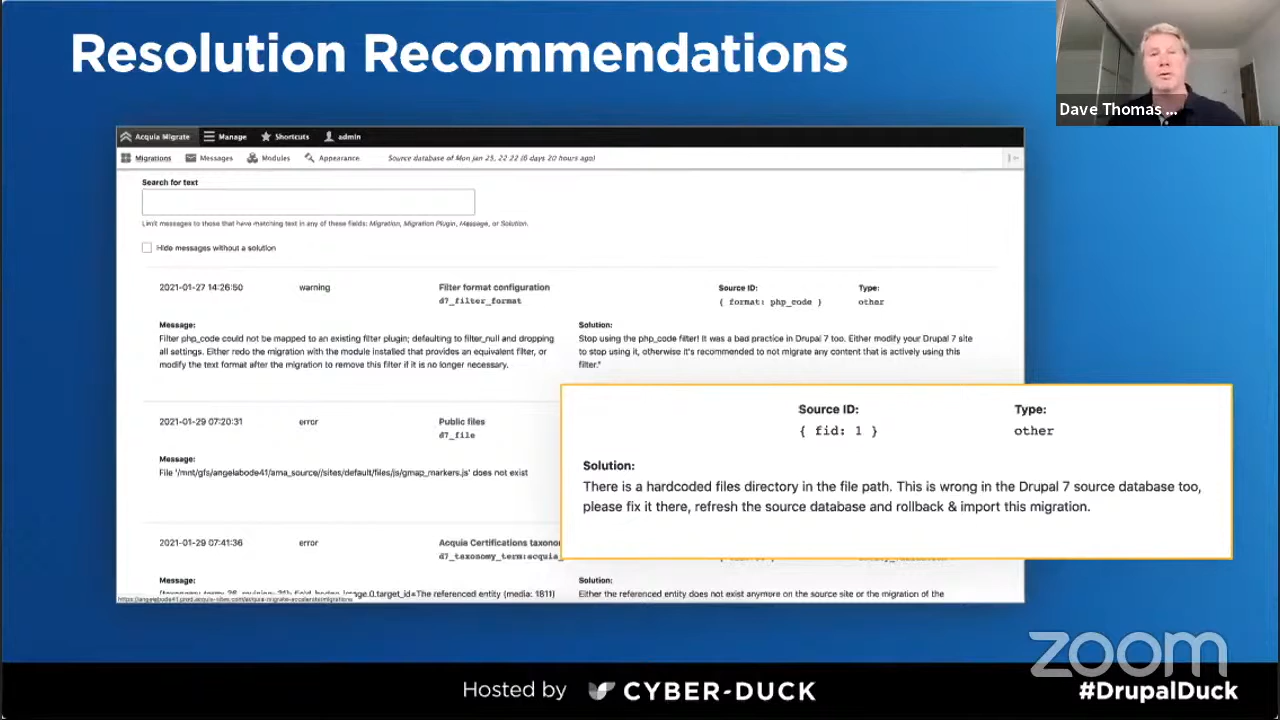 Resolution Recommendations
Dave Thomas ...
Acquia Migrate Manage Shortcuts admin
Migrations Messages Modules Appearance Source database of Mon jan 25, 22 22 (6 days 20 hours ago)
Search for text
Limit messages to those that have matching text in any of these fields: Migration, Migration Plugin, Message, or Solution.
Hide messages without a solution
2021-01-27 14:26:50 warning Filter format configuration Source ID: Type:
d7_filter_format { format: php_code } other
Message: Solution:
Filter php_code could not be mapped to an existing filter plugin; defaulting to filter_null and dropping
all settings. Either redo the migration with the module installed that provides an equivalent filter, or
modify the text format after the migration to remove this filter if it is no longer necessary.
Stop using the php_code filter! It was a bad practice in Drupal 7 too. Either modify your Drupal 7 site
to stop using it, otherwise it's recommended to not migrate any content that is actively using this
filter."
2021-01-29 07:20:31 error Public files
d7_file
Message:
File '/mnt/gfs/angelabode41/ama_source//sites/default/files/js/gmap_markers.js' does not exist
Source ID: Type:
{ fid: 1 } other
Solution:
There is a hardcoded files directory in the file path. This is wrong in the Drupal 7 source database too,
please fix it there, refresh the source database and rollback & import this migration.
2021-01-29 07:41:36 error Acquia Certifications taxonor
d7_taxonomy_term:acquia_
Message: Solution:
image.0.target_id=The referenced entity (media: 1811)
Either the referenced entity does not exist anymore on the source site or the migration of the
zoom
Hosted by CYBER-DUCK
#DrupalDuck